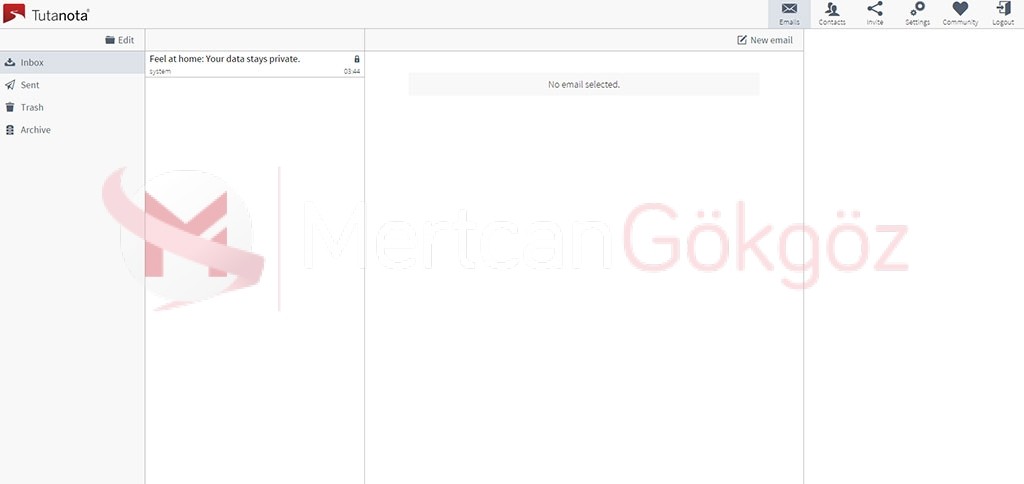 Tutanota®
Emails
Contacts
Invite
Settings
Community
Logout
Edit
New email
Inbox
Sent
Trash
Archive
Feel at home: Your data stays private.
system 03:44
No email selected.
M MertcanGökgöz